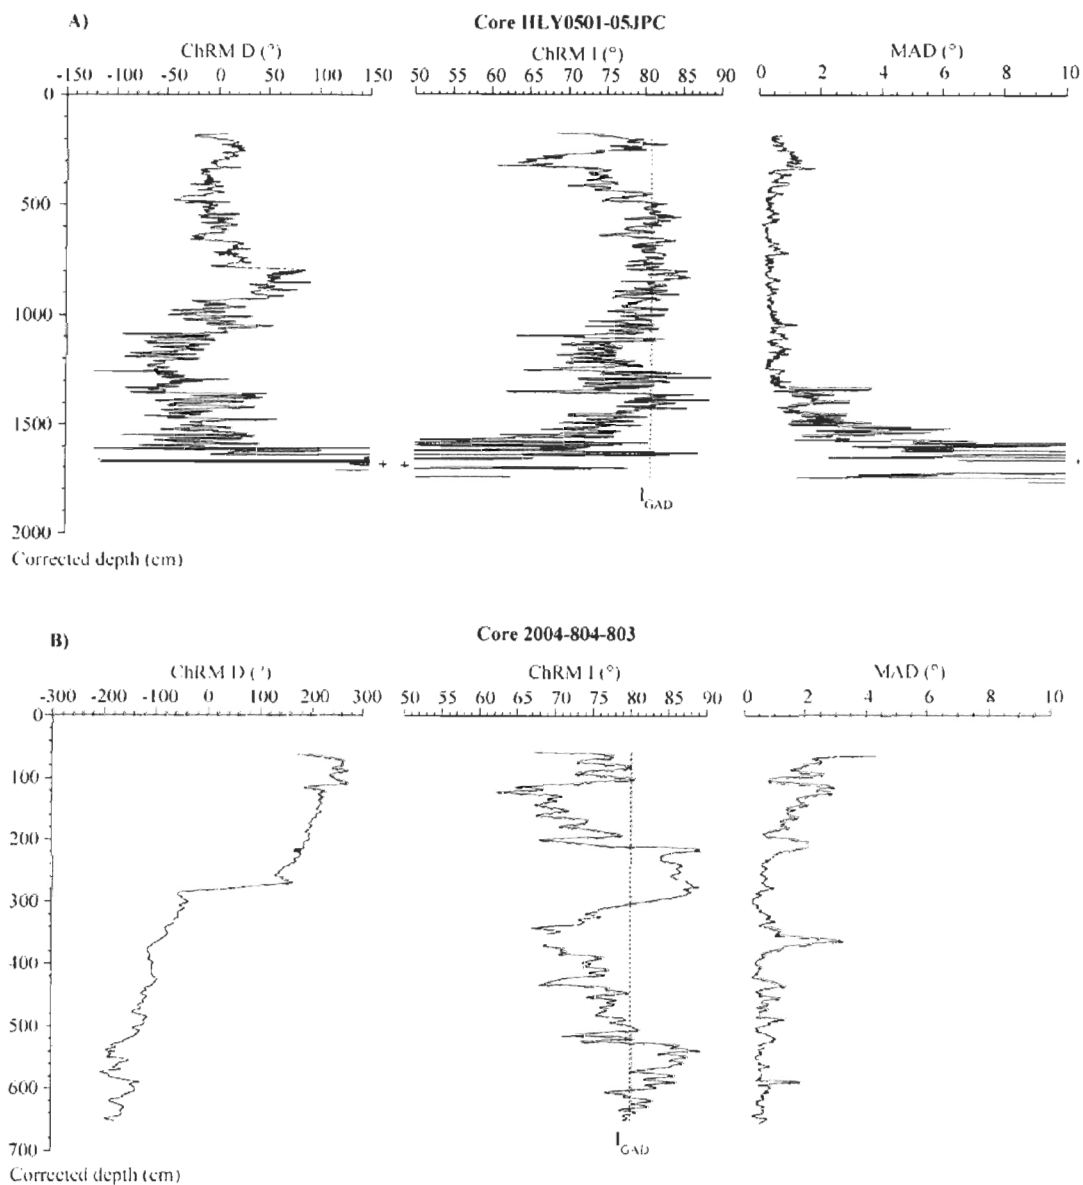 A)
Core HLY0501-05JPC
ChRM D (°)
ChRM I (°)
MAD (°)
-150 -100 -50 0 50 100 150
50 55 60 65 70 75 80 85 90
0 2 4 6 8 10
0
500
1000
1500
+ +
2000
I GAD
Corrected depth (cm)
B)
Core 2004-804-803
ChRM D (°)
ChRM I (°)
MAD (°)
-300 -200 -100 0 100 200 300
50 55 60 65 70 75 80 85 90
0 2 4 6 8 10
0
100
200
300
400
500
600
700
I GAD
Corrected depth (cm)